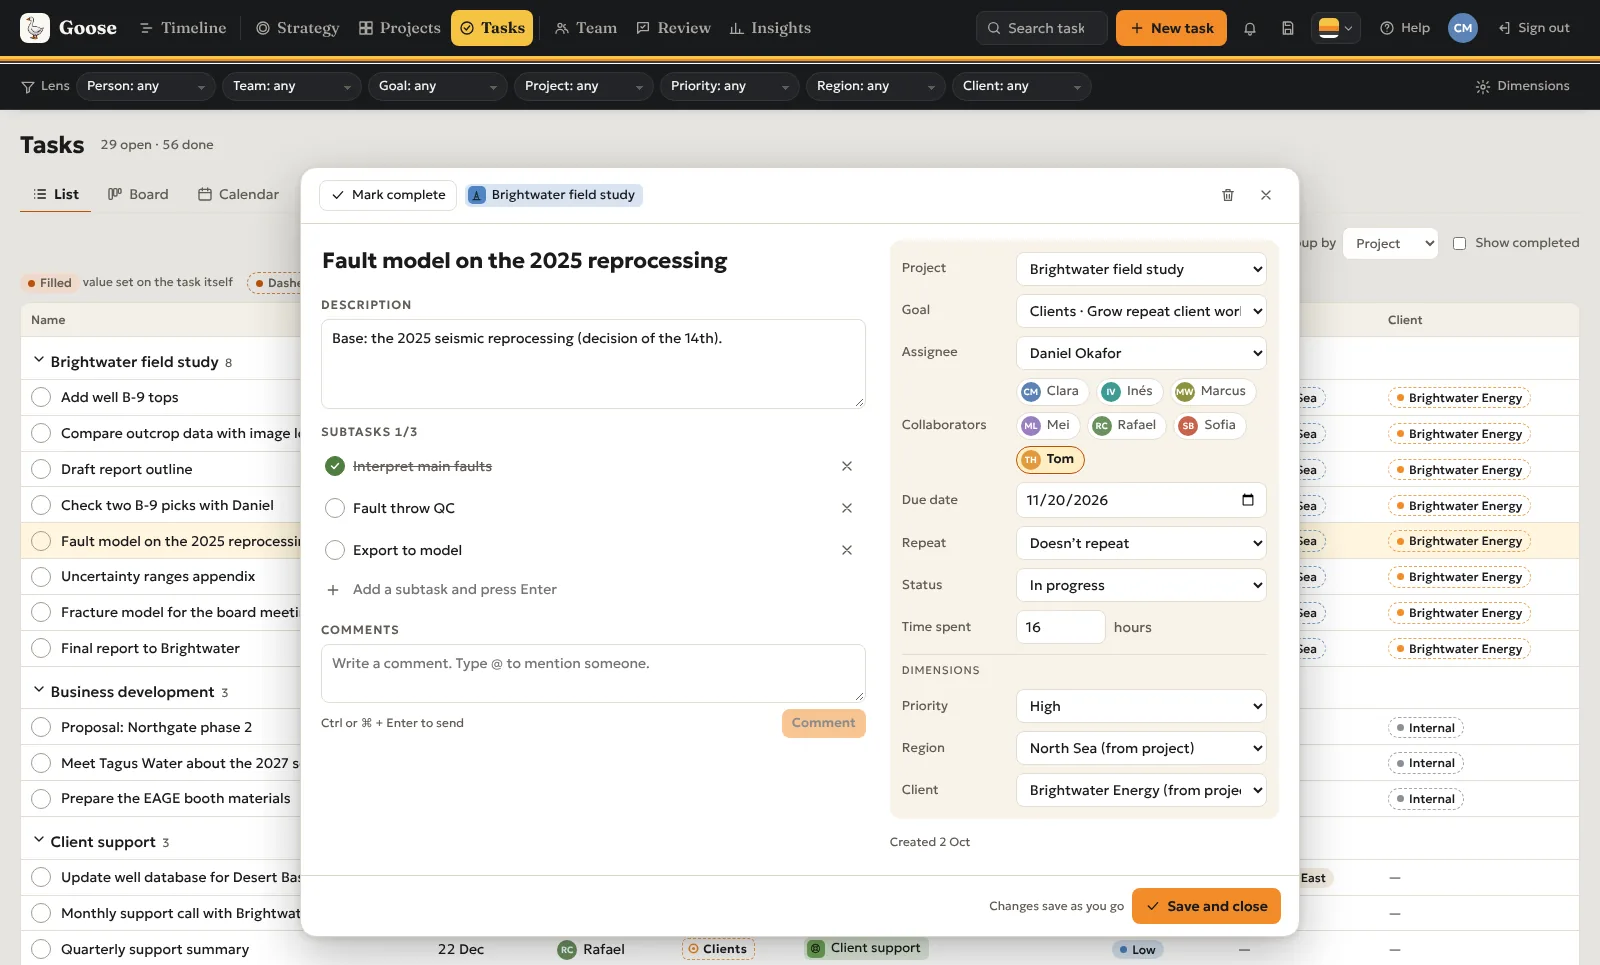 Goose
Timeline
Strategy
Projects
Tasks
Team
Review
Insights
Search task
New task
Help
CM
Sign out
Lens
Person: any
Team: any
Goal: any
Project: any
Priority: any
Region: any
Client: any
Dimensions
Tasks
29 open · 56 done
List
Board
Calendar
Mark complete
Brightwater field study
up by
Project
Show completed
Filled
value set on the task itself
Name
Client
Brightwater field study 8
Add well B-9 tops
Brightwater Energy
Compare outcrop data with image
Brightwater Energy
Draft report outline
Brightwater Energy
Check two B-9 picks with Daniel
Brightwater Energy
Fault model on the 2025
Brightwater Energy
Uncertainty ranges appendix
Brightwater Energy
Fracture model for the board
Brightwater Energy
Final report to Brightwater
Brightwater Energy
Business development 3
Proposal: Northgate phase 2
Internal
Meet Tagus Water about the 2027
Internal
Prepare the EAGE booth materials
Internal
Client support 3
Update well database for Desert
East
—
Monthly support call with
—
Quarterly support summary
22 Dec
RC Rafael
Clients
Client support
Low
—
—
Fault model on the 2025 reprocessing
DESCRIPTION
Base: the 2025 seismic reprocessing (decision of the 14th).
SUBTASKS 1/3
Interpret main faults
Fault throw QC
Export to model
Add a subtask and press Enter
COMMENTS
Write a comment. Type @ to mention someone.
Ctrl or ⌘ + Enter to send
Comment
Project
Brightwater field study
Goal
Clients · Grow repeat client wor
Assignee
Daniel Okafor
Collaborators
CM Clara
IV Inés
MW Marcus
ML Mei
RC Rafael
SB Sofia
TH Tom
Due date
11/20/2026
Repeat
Doesn't repeat
Status
In progress
Time spent
16
hours
DIMENSIONS
Priority
High
Region
North Sea (from project)
Client
Brightwater Energy (from proje
Created 2 Oct
Changes save as you go
Save and close